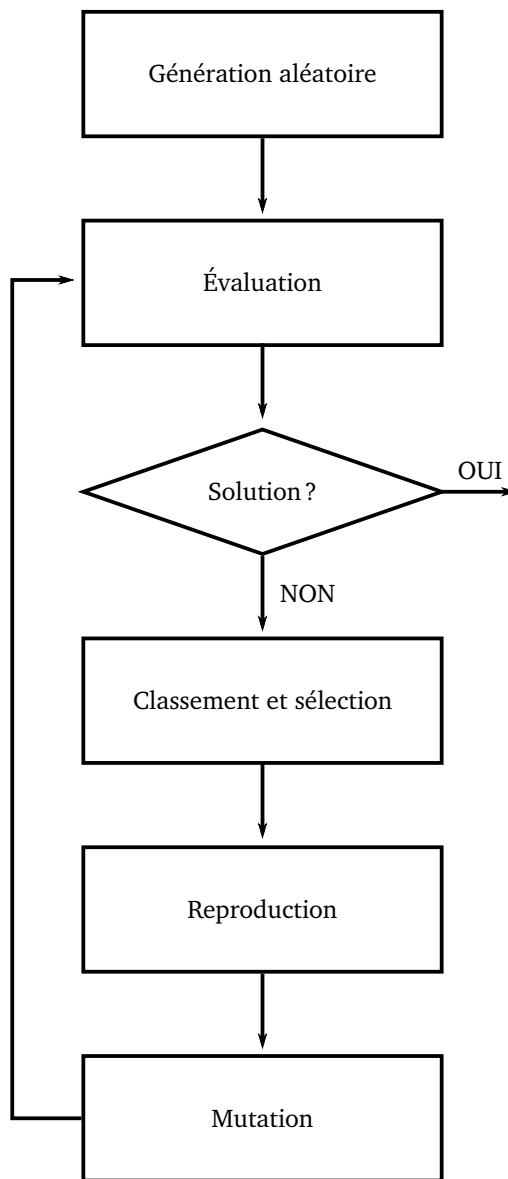 Génération aléatoire
Évaluation
Solution ?
OUI
NON
Classement et sélection
Reproduction
Mutation